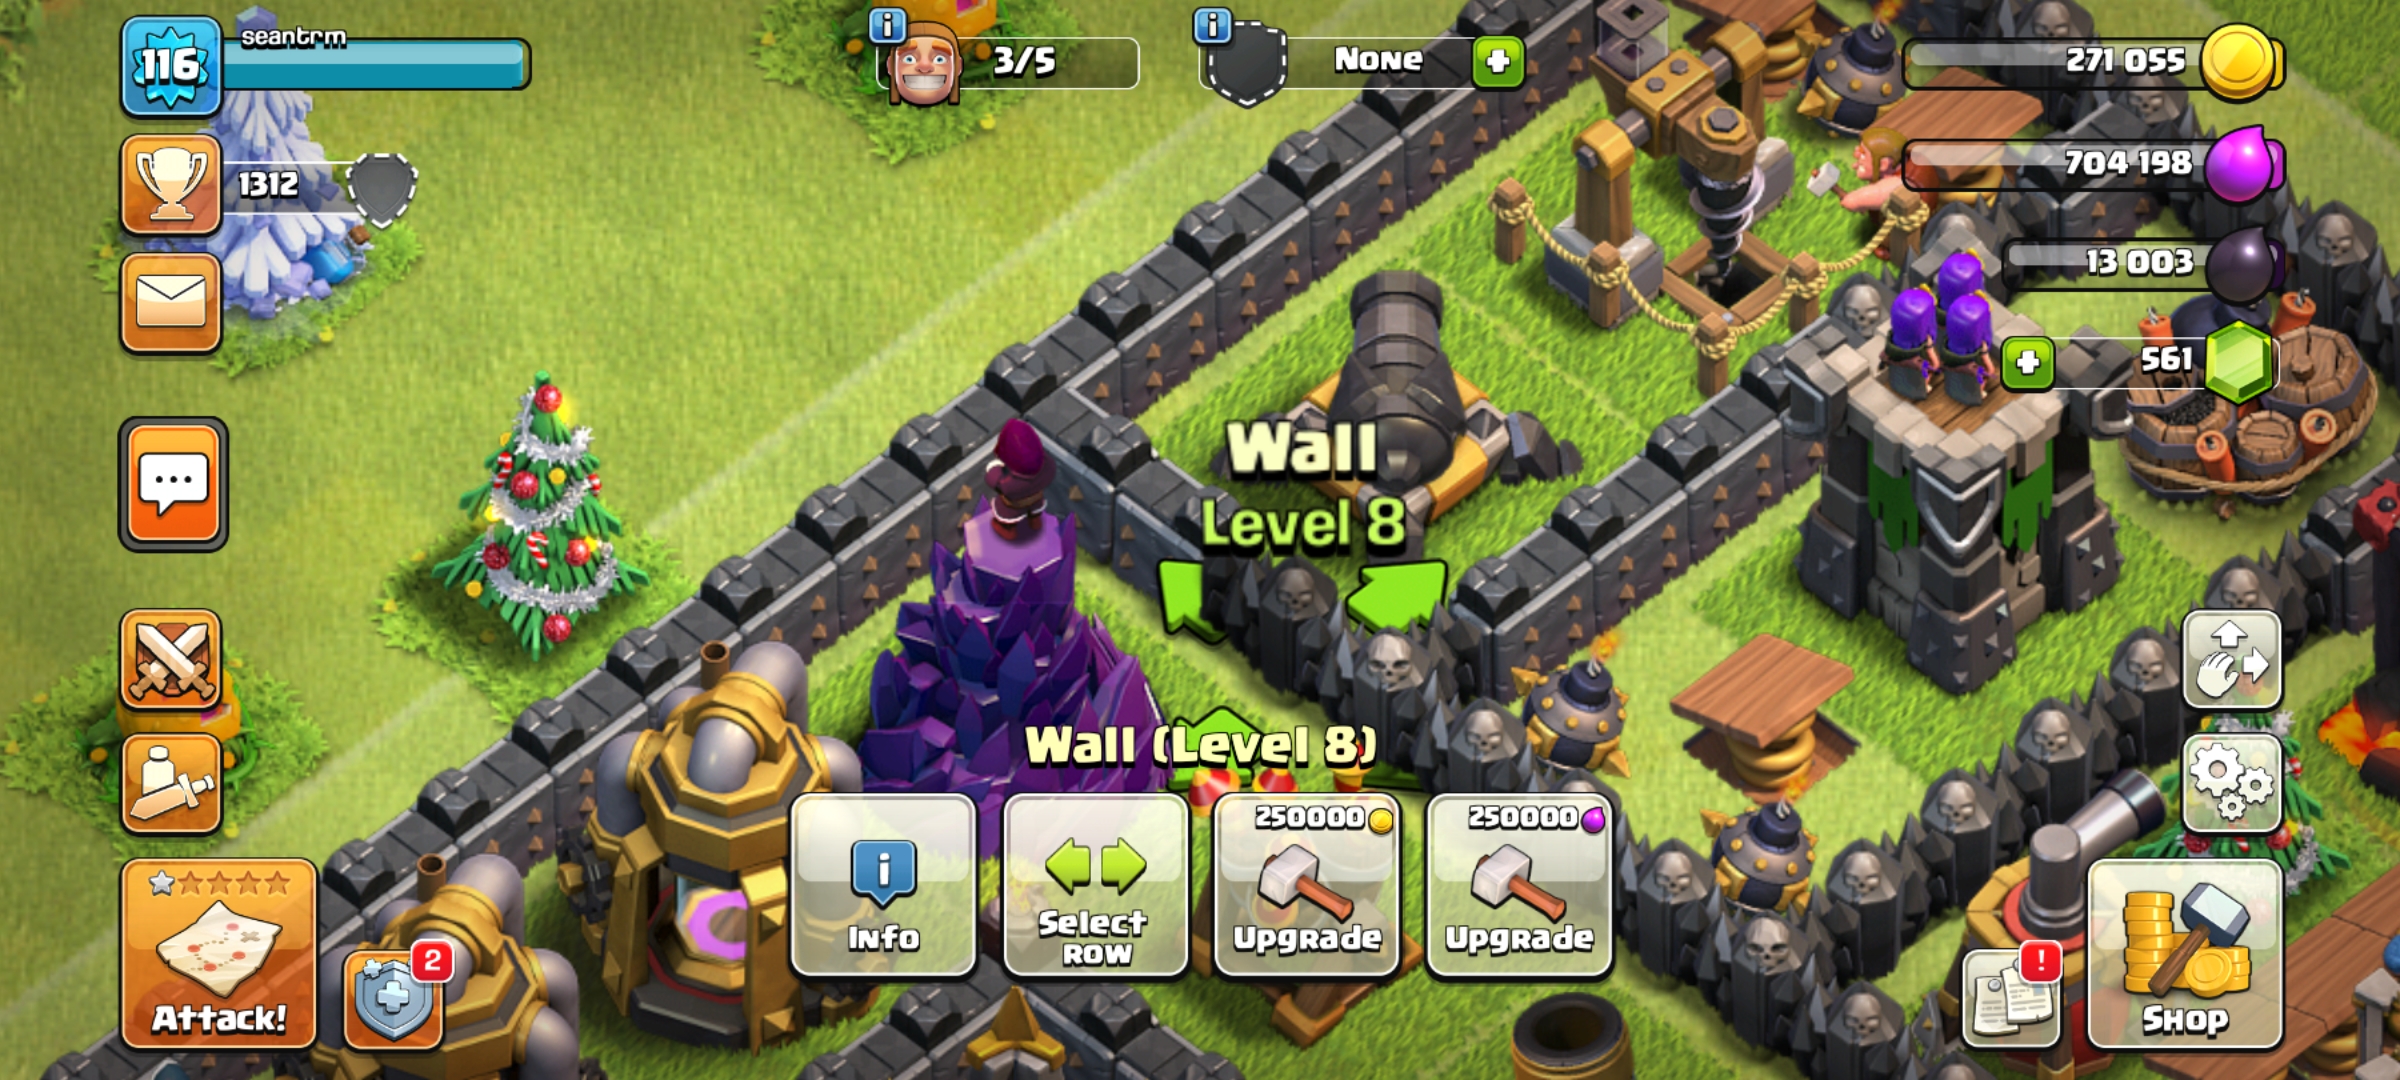 seantrm
116
3/5
None
271 055
1312
704 198
13 003
561
Wall
Level 8
Wall (Level 8)
Info
Select
Row
250000
Upgrade
250000
Upgrade
Attack!
2
!
Shop